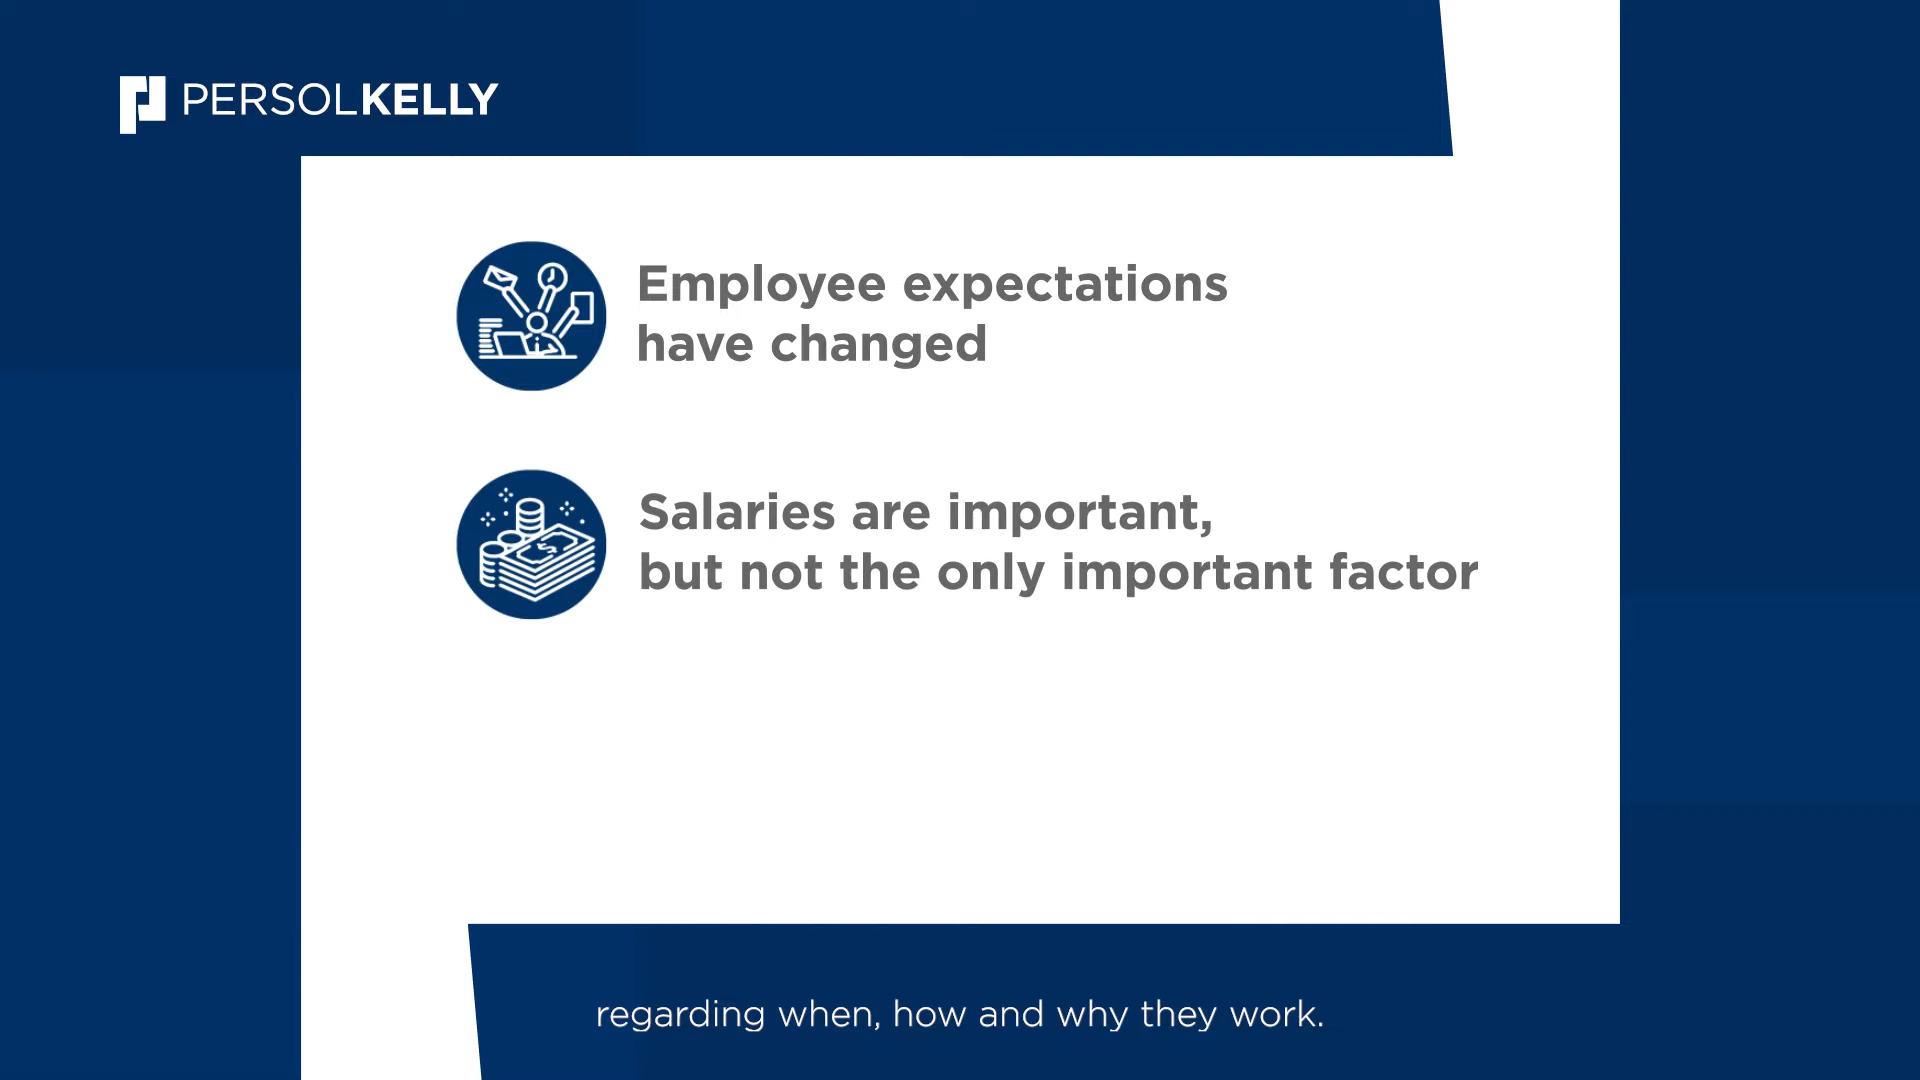 PERSOLKELLY
Employee expectations
have changed
Salaries are important,
but not the only important factor
regarding when, how and why they work.